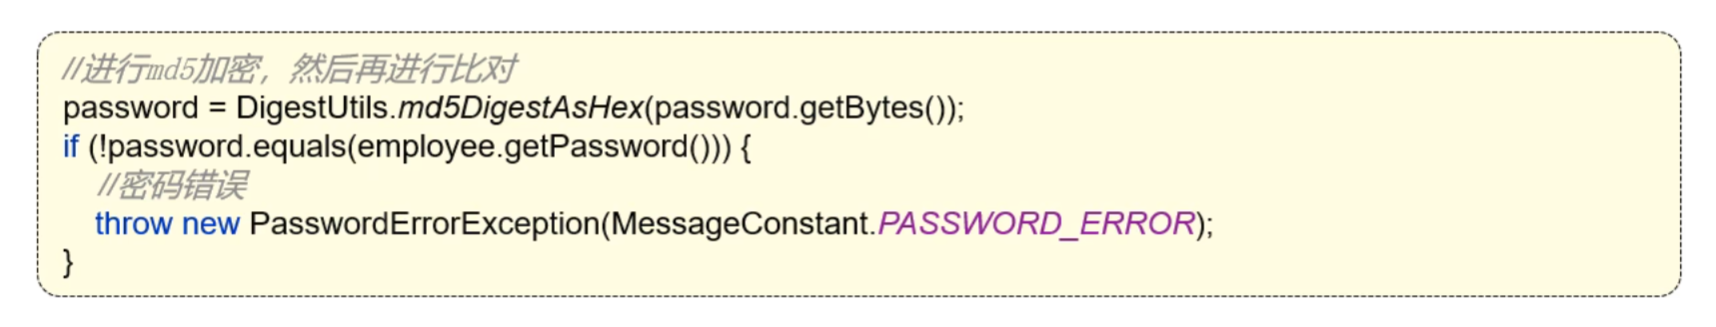 //进行md5加密，然后再进行比对
password = DigestUtils.md5DigestAsHex(password.getBytes());
if (!password.equals(employee.getPassword())) {
//密码错误
throw new PasswordErrorException(MessageConstant.PASSWORD_ERROR);
}